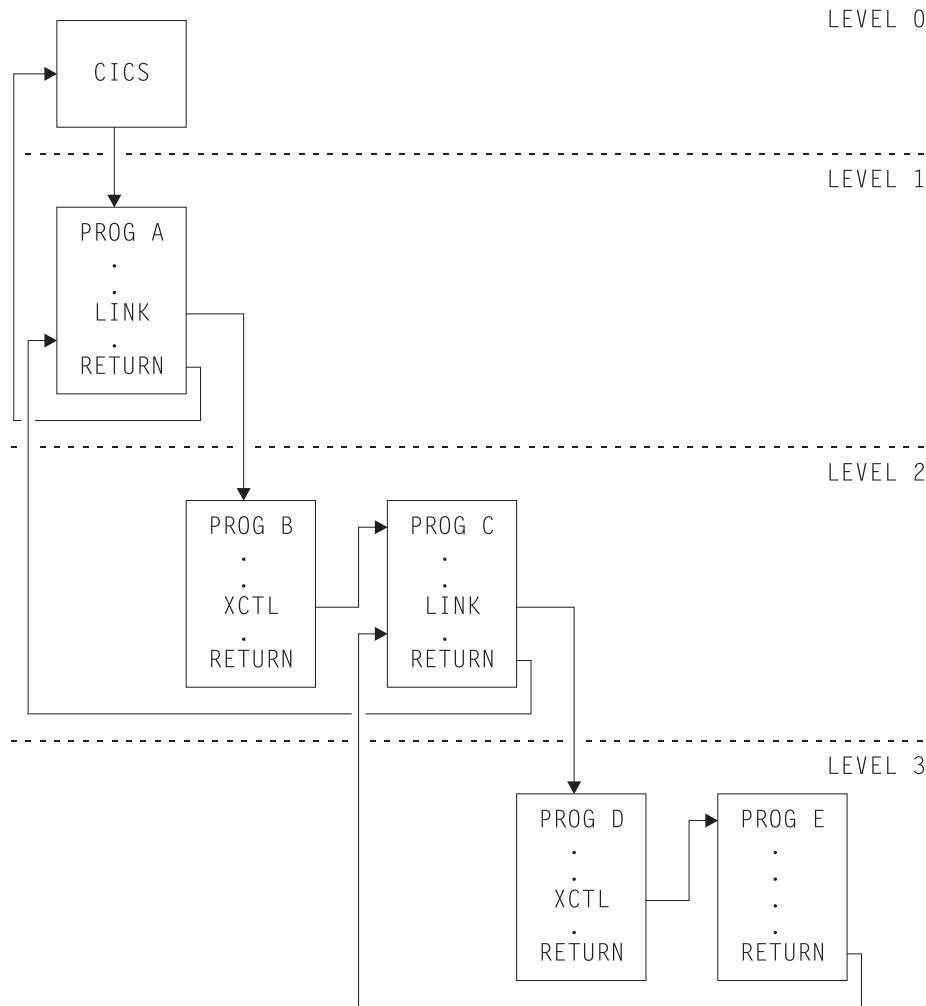 LEVEL 0
CICS
LEVEL 1
PROG A
.
.
LINK
.
RETURN
LEVEL 2
PROG B
.
.
XCTL
.
RETURN
PROG C
.
.
LINK
.
RETURN
LEVEL 3
PROG D
.
.
XCTL
.
RETURN
PROG E
.
.
.
.
RETURN